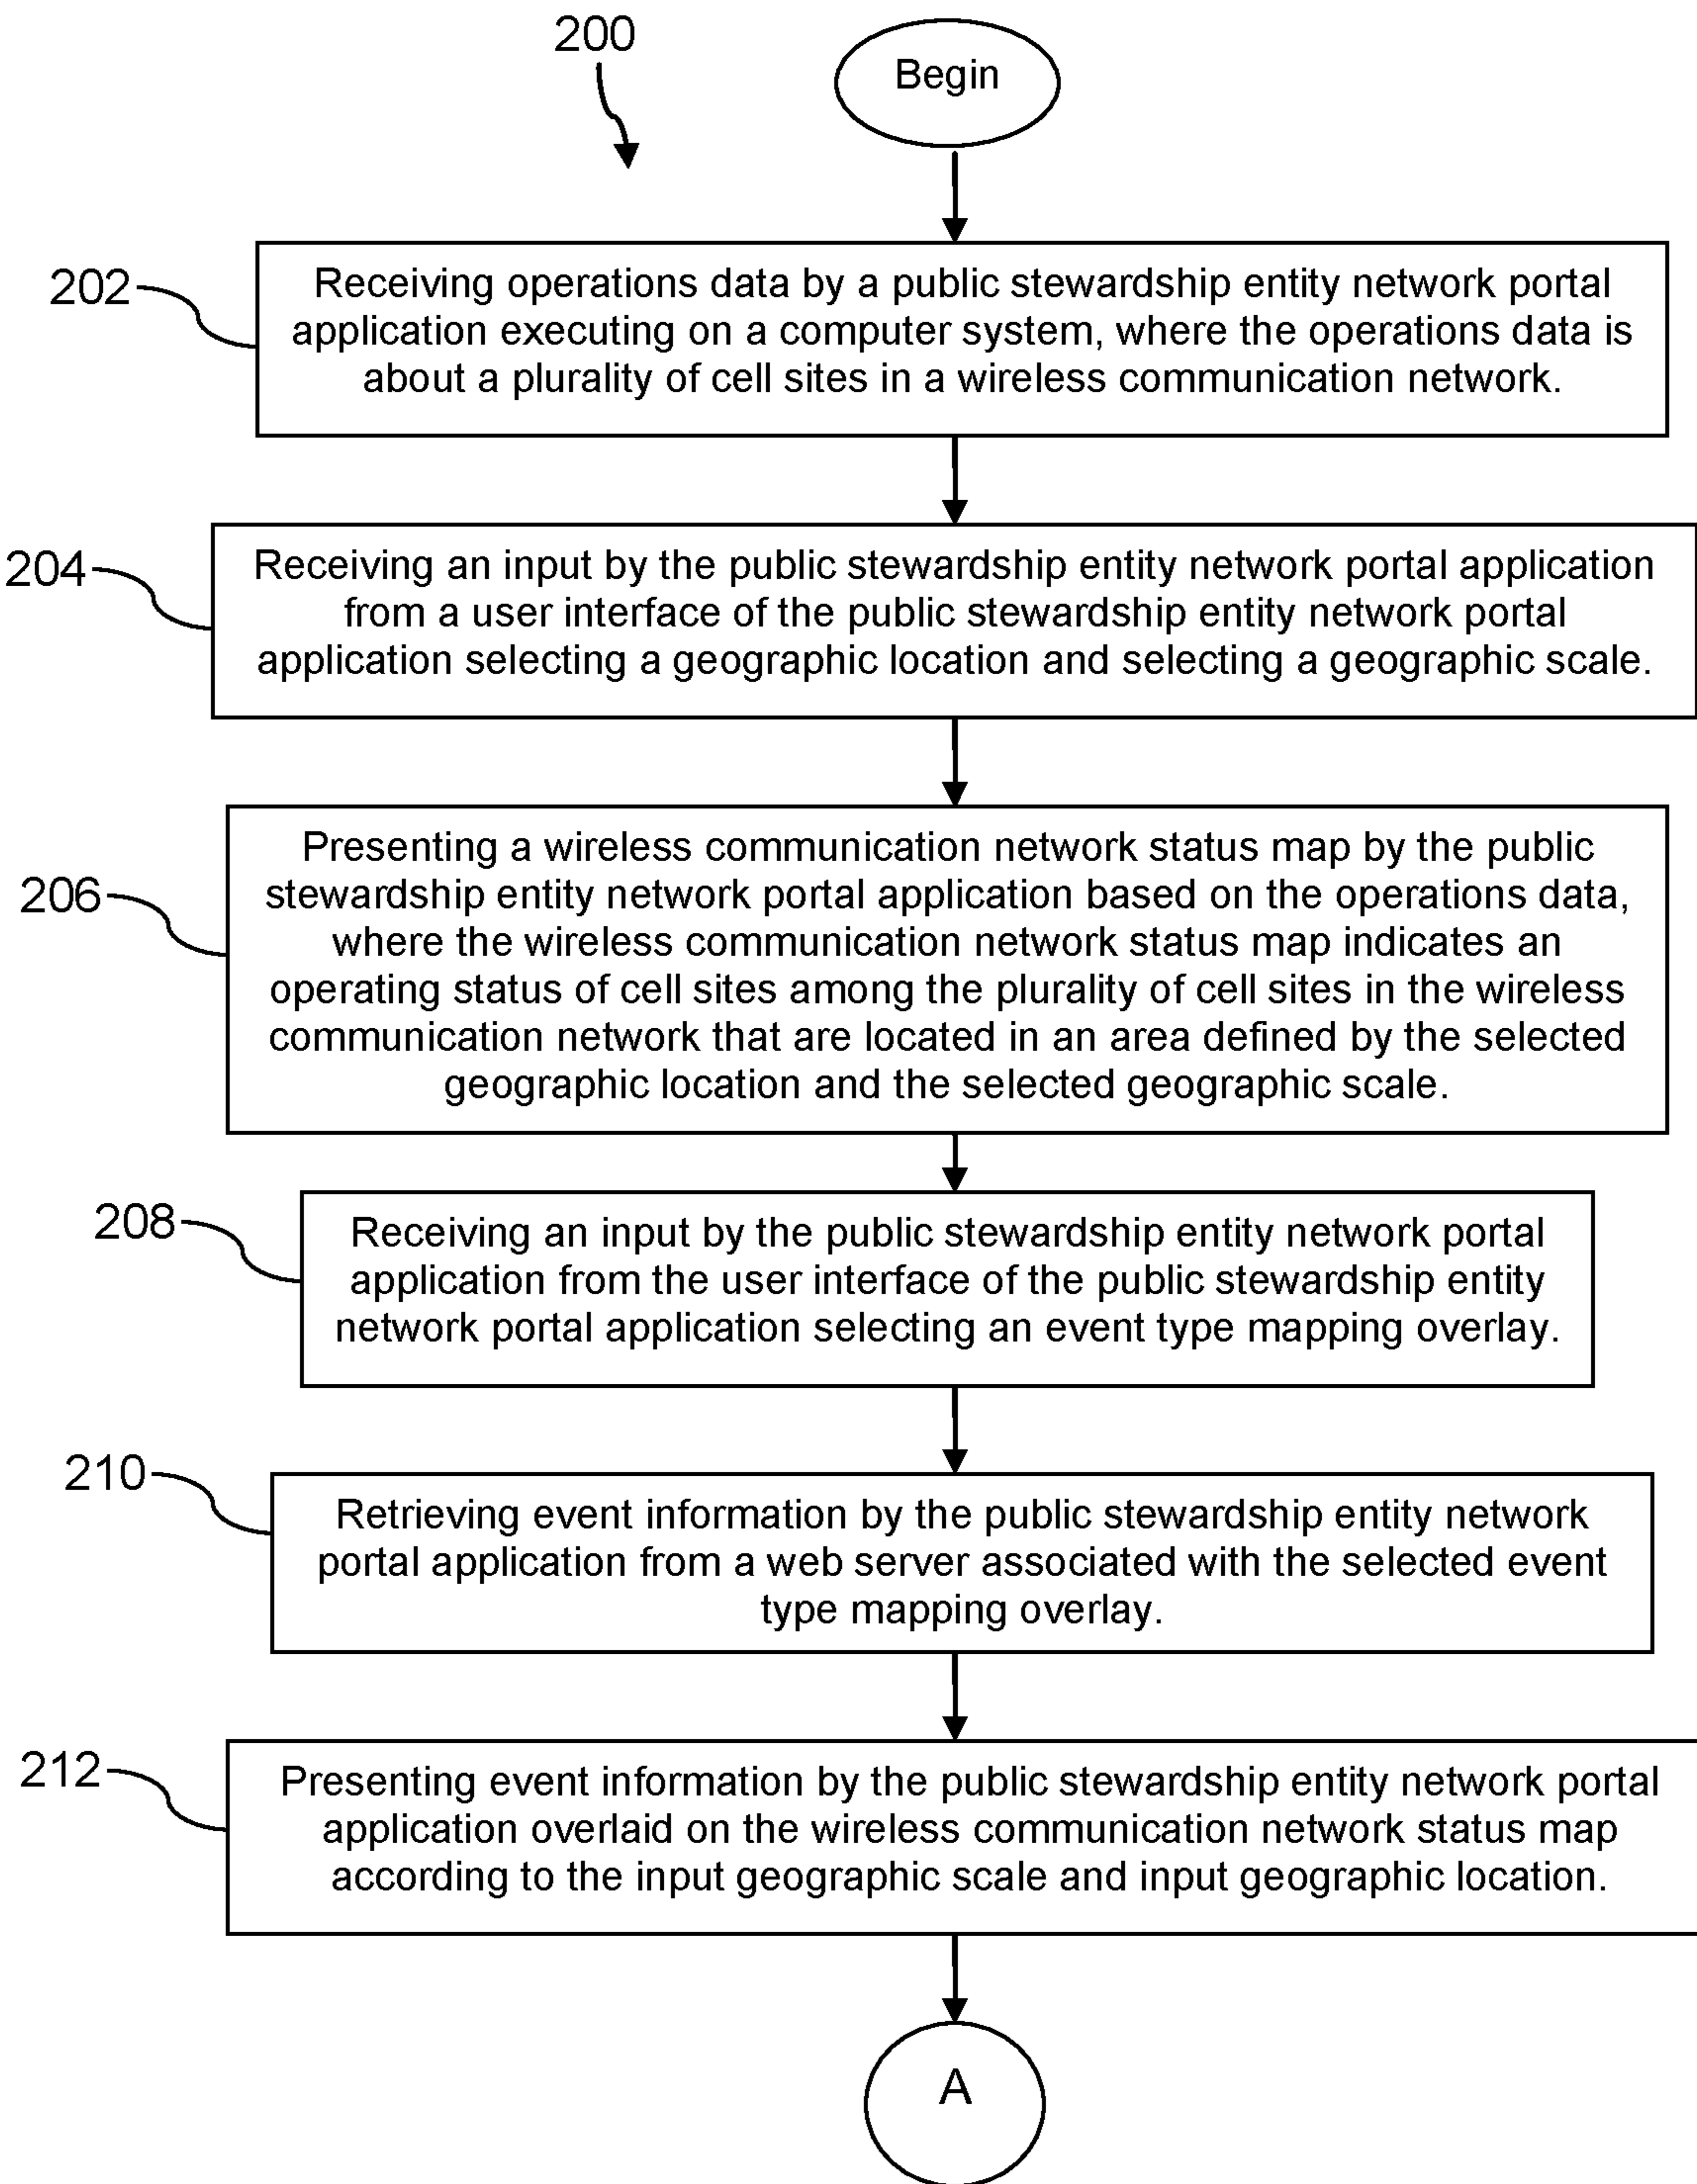 200
Begin
202
Receiving operations data by a public stewardship entity network portal
application executing on a computer system, where the operations data is
about a plurality of cell sites in a wireless communication network.
204
Receiving an input by the public stewardship entity network portal application
from a user interface of the public stewardship entity network portal
application selecting a geographic location and selecting a geographic scale.
206
Presenting a wireless communication network status map by the public
stewardship entity network portal application based on the operations data,
where the wireless communication network status map indicates an
operating status of cell sites among the plurality of cell sites in the wireless
communication network that are located in an area defined by the selected
geographic location and the selected geographic scale.
208
Receiving an input by the public stewardship entity network portal
application from the user interface of the public stewardship entity
network portal application selecting an event type mapping overlay.
210
Retrieving event information by the public stewardship entity network
portal application from a web server associated with the selected event
type mapping overlay.
212
Presenting event information by the public stewardship entity network portal
application overlaid on the wireless communication network status map
according to the input geographic scale and input geographic location.
A